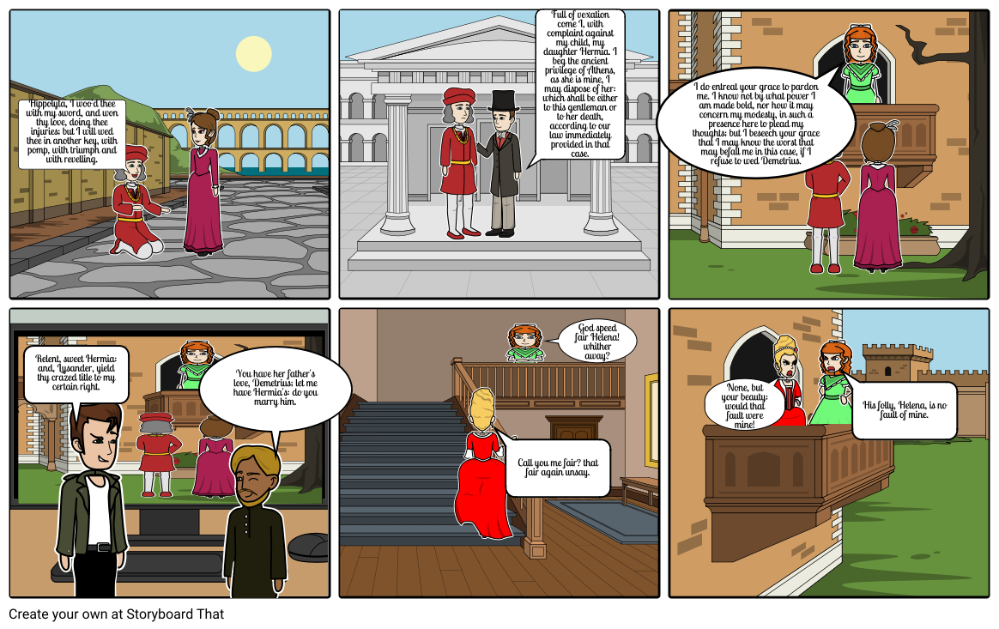 Hippolyta, I woo'd thee
with my sword, and won
thy love, doing thee
injuries; but I will wed
thee in another key, with
pomp, with triumph and
with revelling.
Full of vexation
come I, with
complaint against
my child, my
daughter Hermia. I
beg the ancient
privilege of Athens,
as she is mine, I
may dispose of her:
which shall be either
to this gentleman or
to her death,
according to our
law immediately
provided in that
case.
I do entreat your grace to pardon
me. I know not by what power I
am made bold, nor how it may
concern my modesty, in such a
presence here to plead my
thoughts; but I beseech your grace
that I may know the worst that
may befall me in this case, if I
refuse to wed Demetrius.
Relent, sweet Hermia:
and, Lysander, yield
thy crazed title to my
certain right.
You have her father's
love, Demetrius; let me
have Hermia's: do you
marry him.
God speed
fair Helena!
whither
away?
Call you me fair? that
fair again unsay.
None, but
your beauty:
would that
fault were
mine!
His folly, Helena, is no
fault of mine.
Create your own at Storyboard That